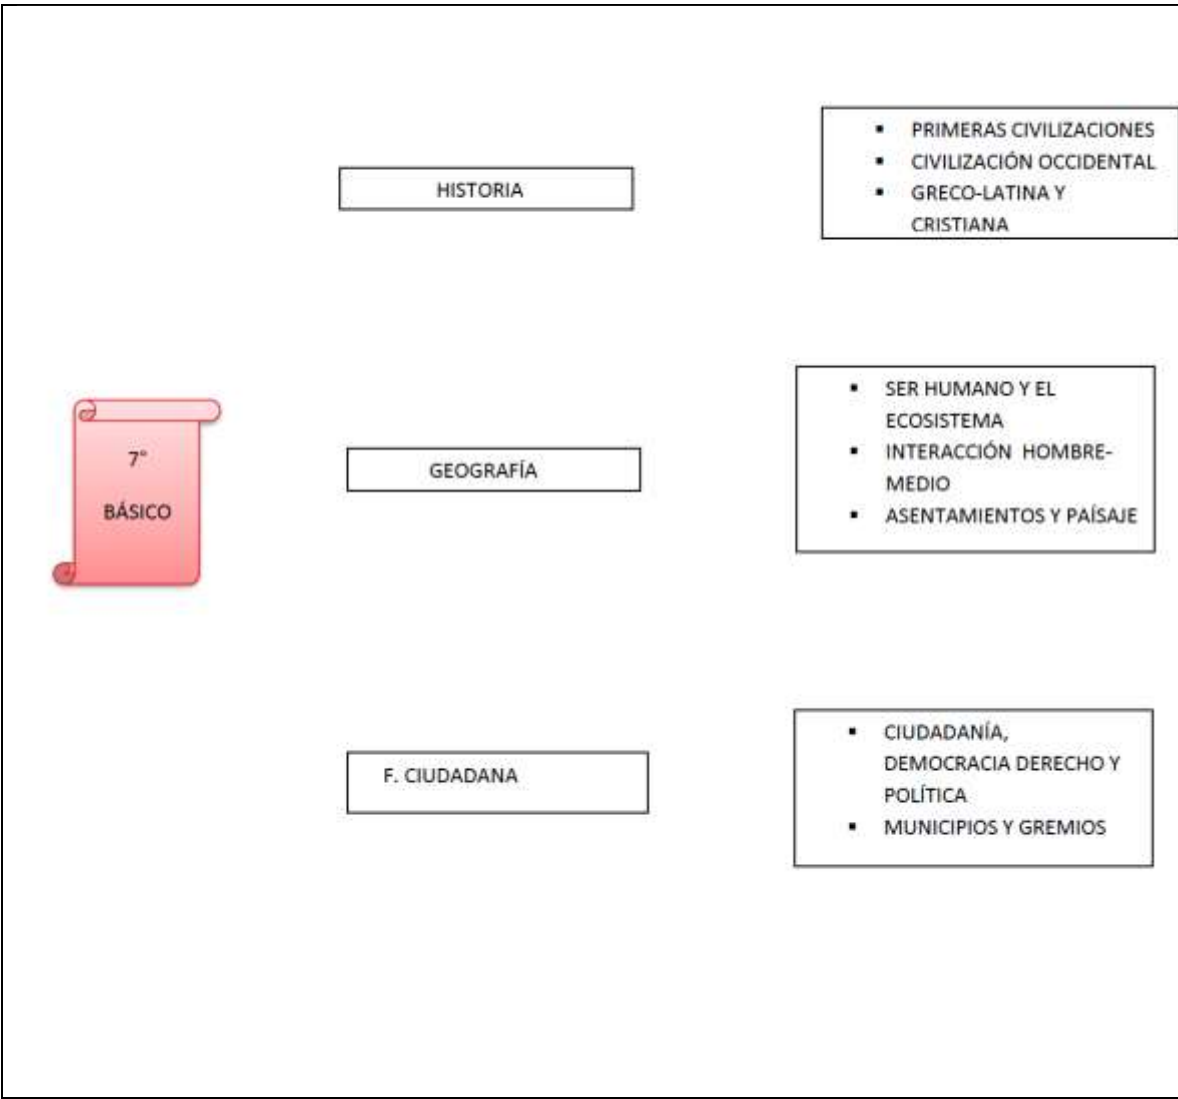 ▪ PRIMERAS CIVILIZACIONES
▪ CIVILIZACIÓN OCCIDENTAL
▪ GRECO-LATINA Y
CRISTIANA
HISTORIA
▪ SER HUMANO Y EL
ECOSISTEMA
▪ INTERACCIÓN HOMBRE-
MEDIO
▪ ASENTAMIENTOS Y PAÍSAJE
GEOGRAFÍA
7°
BÁSICO
▪ CIUDADANÍA,
DEMOCRACIA DERECHO Y
POLÍTICA
▪ MUNICIPIOS Y GREMIOS
F. CIUDADANA